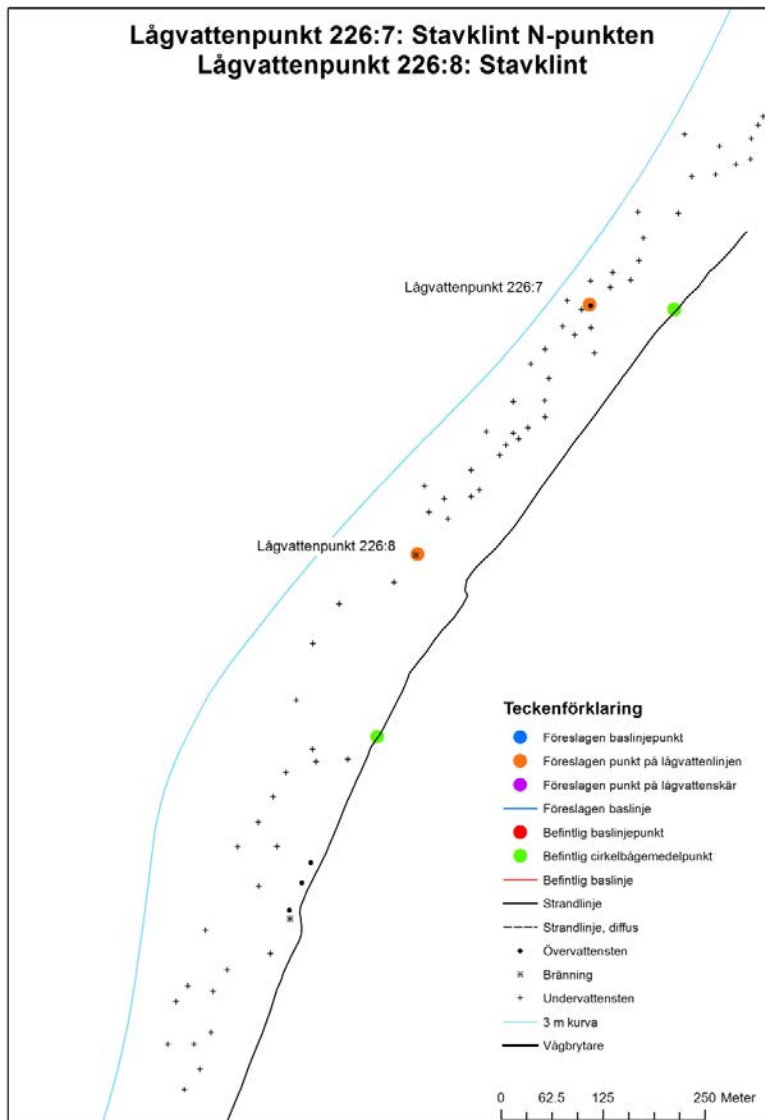 Lågvattenpunkt 226:7: Stavklint N-punkten
Lågvattenpunkt 226:8: Stavklint
Lågvattenpunkt 226:7
Lågvattenpunkt 226:8
Teckenförklaring
Föreslagen baslinjepunkt
Föreslagen punkt på lågvattenlinjen
Föreslagen punkt på lågvattenskär
Föreslagen baslinje
Befintlig baslinjepunkt
Befintlig cirkelbågemedelpunkt
Befintlig baslinje
Strandlinje
Strandlinje, diffus
Övervattensten
Bränning
Undervattensten
3 m kurva
Vågbrytare
0 62.5 125 250 Meter